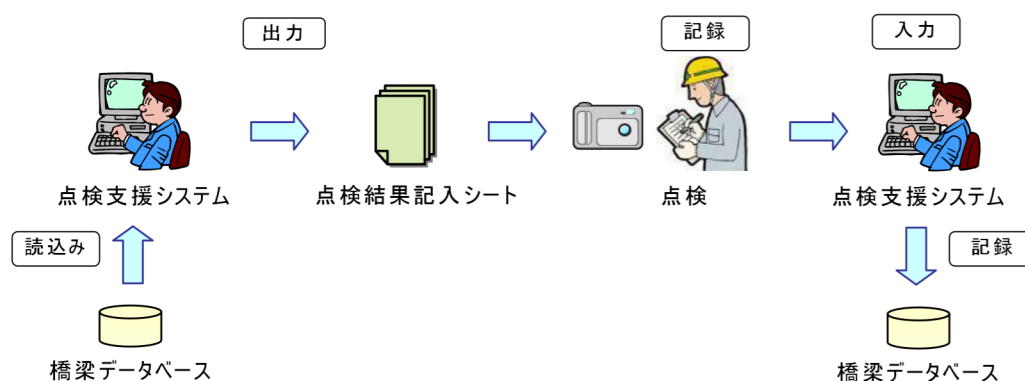 出力
記録
入力
点検支援システム
点検結果記入シート
点検
点検支援システム
読込み
記録
橋梁データベース
橋梁データベース